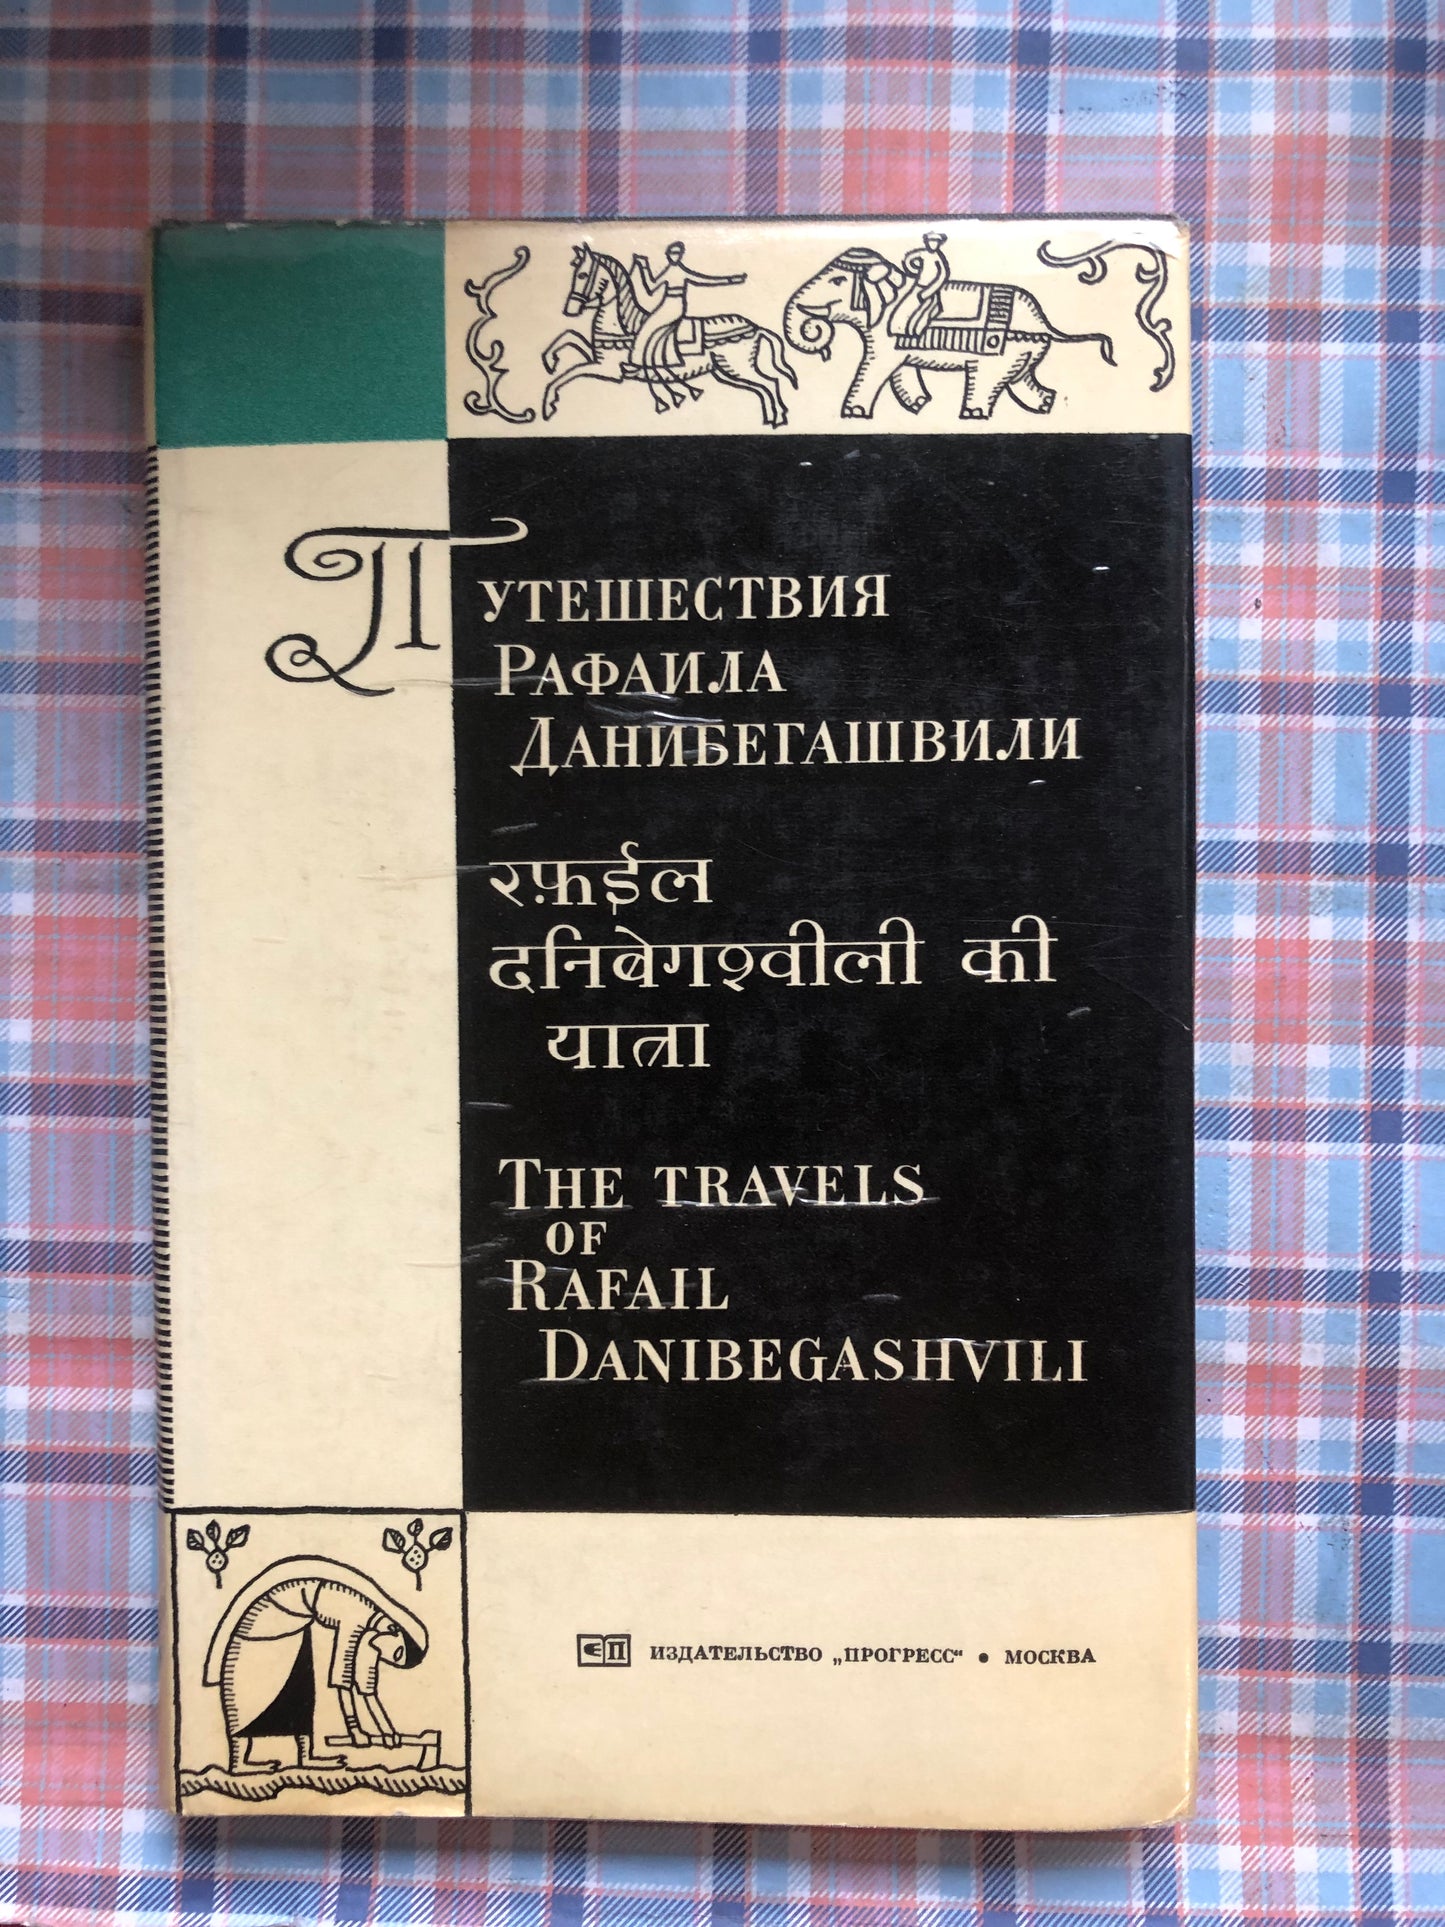 Путешествия
Рафаила
Данибегашвили
रफ़ईल
दनिबेगश्वीली की
यात्रा
The travels
of
Rafail
Danibegashvili
ИЗДАТЕЛЬСТВО „ПРОГРЕСС“ • МОСКВА